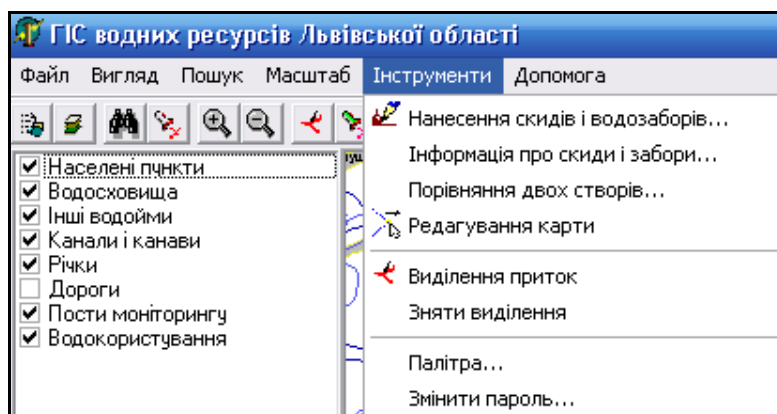 ГІС водних ресурсів Львівської області
Файл Вигляд Пошук Масштаб Інструменти Допомога
Нанесення скидів і водозаборів...
Інформація про скиди і забори...
Порівняння двох створів...
Редагування карти
Виділення приток
Зняти виділення
Палітра...
Змінити пароль...
Населені пункти
Водосховища
Інші водойми
Канали і канави
Річки
Дороги
Пости моніторингу
Водокористування